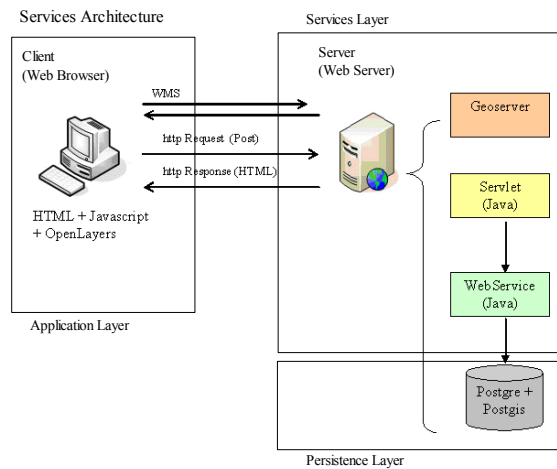 Services Architecture
Services Layer
Client
(Web Browser)
Server
(Web Server)
WMS
http Request (Post)
http Response (HTML)
HTML + Javascript
+ OpenLayers
Geoserver
Servlet
(Java)
WebService
(Java)
Postgre +
Postgis
Application Layer
Persistence Layer